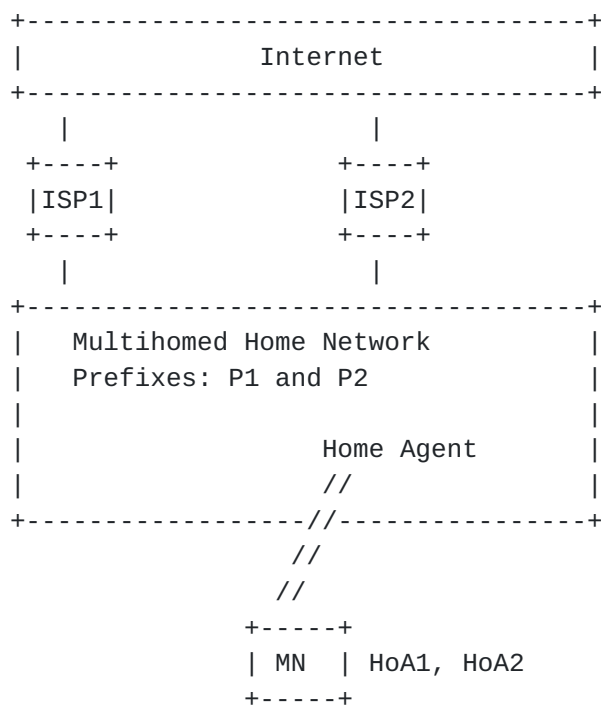 +------------------------------------+
| Internet |
+------------------------------------+
| |
+----+ +----+
|ISP1| |ISP2|
+----+ +----+
| |
+------------------------------------+
| Multihomed Home Network |
| Prefixes: P1 and P2 |
| |
| Home Agent |
| // |
+------------------//----------------+
//
//
+-----+
| MN | HoA1, HoA2
+-----+